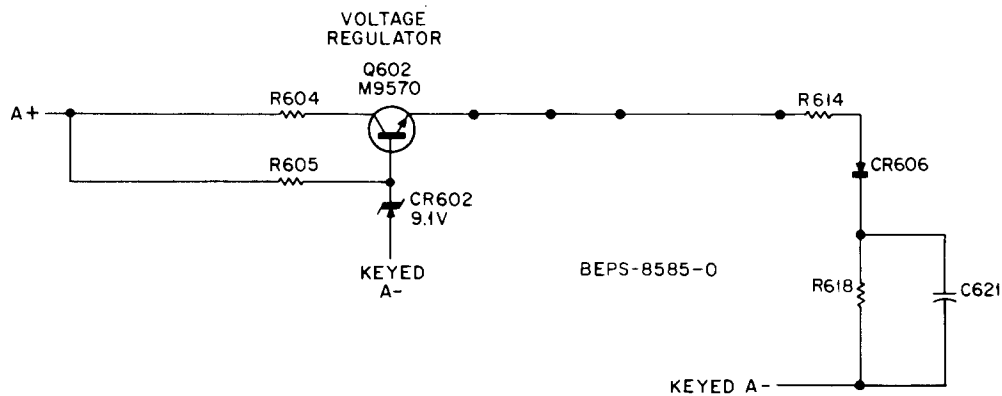 VOLTAGE
REGULATOR
Q602
M9570
A+
R604
R614
R605
CR606
CR602
9.1V
KEYED
A-
BEPS-8585-0
R618
C621
KEYED A-